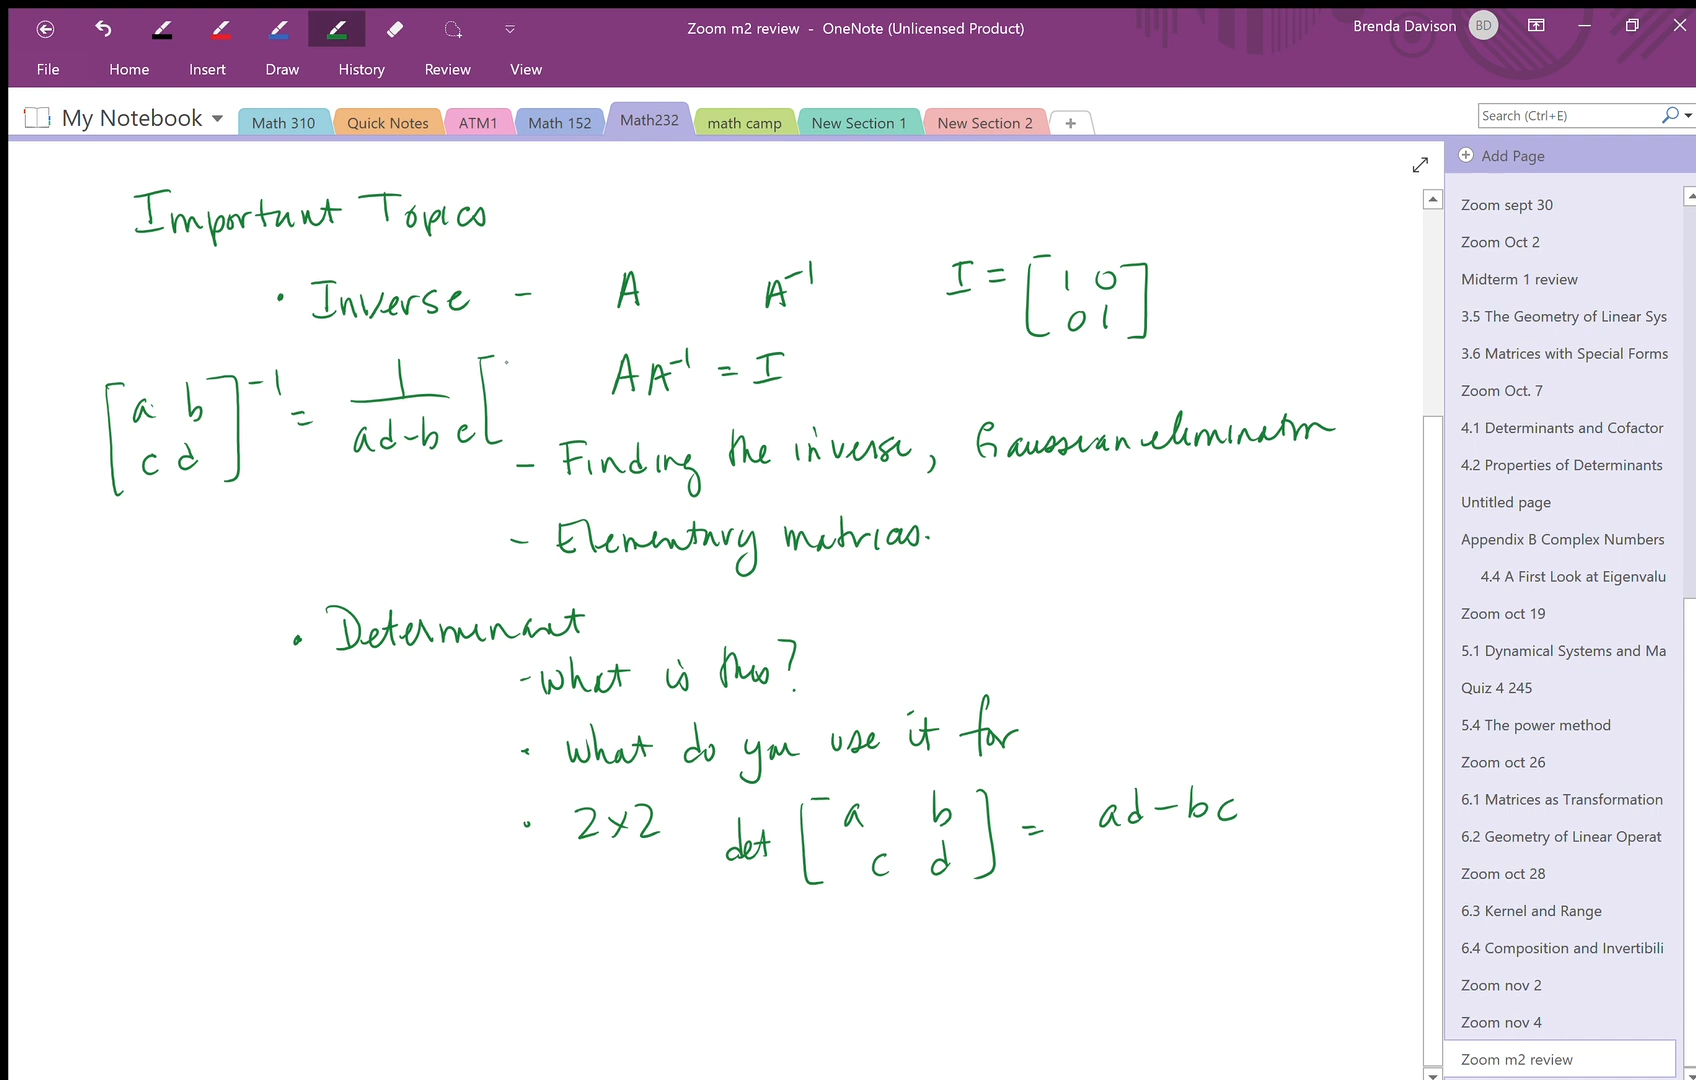 Zoom m2 review - OneNote (Unlicensed Product)
Brenda Davison BD
File Home Insert Draw History Review View
My Notebook
Math 310 Quick Notes ATM1 Math 152 Math232 math camp New Section 1 New Section 2 +
Search (Ctrl+E)
Important Topics
• Inverse - A A⁻¹ I = [1 0
0 1]
[a b
c d]⁻¹ = 1/(ad-bc) [
AA⁻¹ = I
- Finding the inverse, Gaussian elimination
- Elementary matrices.
• Determinant
- What is this?
• What do you use it for
• 2x2 det [a b
c d] = ad-bc
Add Page
Zoom sept 30
Zoom Oct 2
Midterm 1 review
3.5 The Geometry of Linear Sys
3.6 Matrices with Special Forms
Zoom Oct. 7
4.1 Determinants and Cofactor
4.2 Properties of Determinants
Untitled page
Appendix B Complex Numbers
4.4 A First Look at Eigenvalu
Zoom oct 19
5.1 Dynamical Systems and Ma
Quiz 4 245
5.4 The power method
Zoom oct 26
6.1 Matrices as Transformation
6.2 Geometry of Linear Operat
Zoom oct 28
6.3 Kernel and Range
6.4 Composition and Invertibili
Zoom nov 2
Zoom nov 4
Zoom m2 review